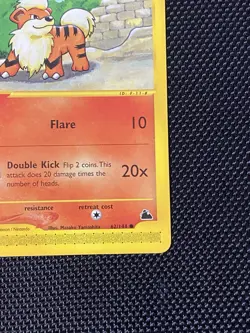 Flare 10
Double Kick Flip 2 coins. This
attack does 20 damage times the
number of heads.
20x
resistance retreat cost